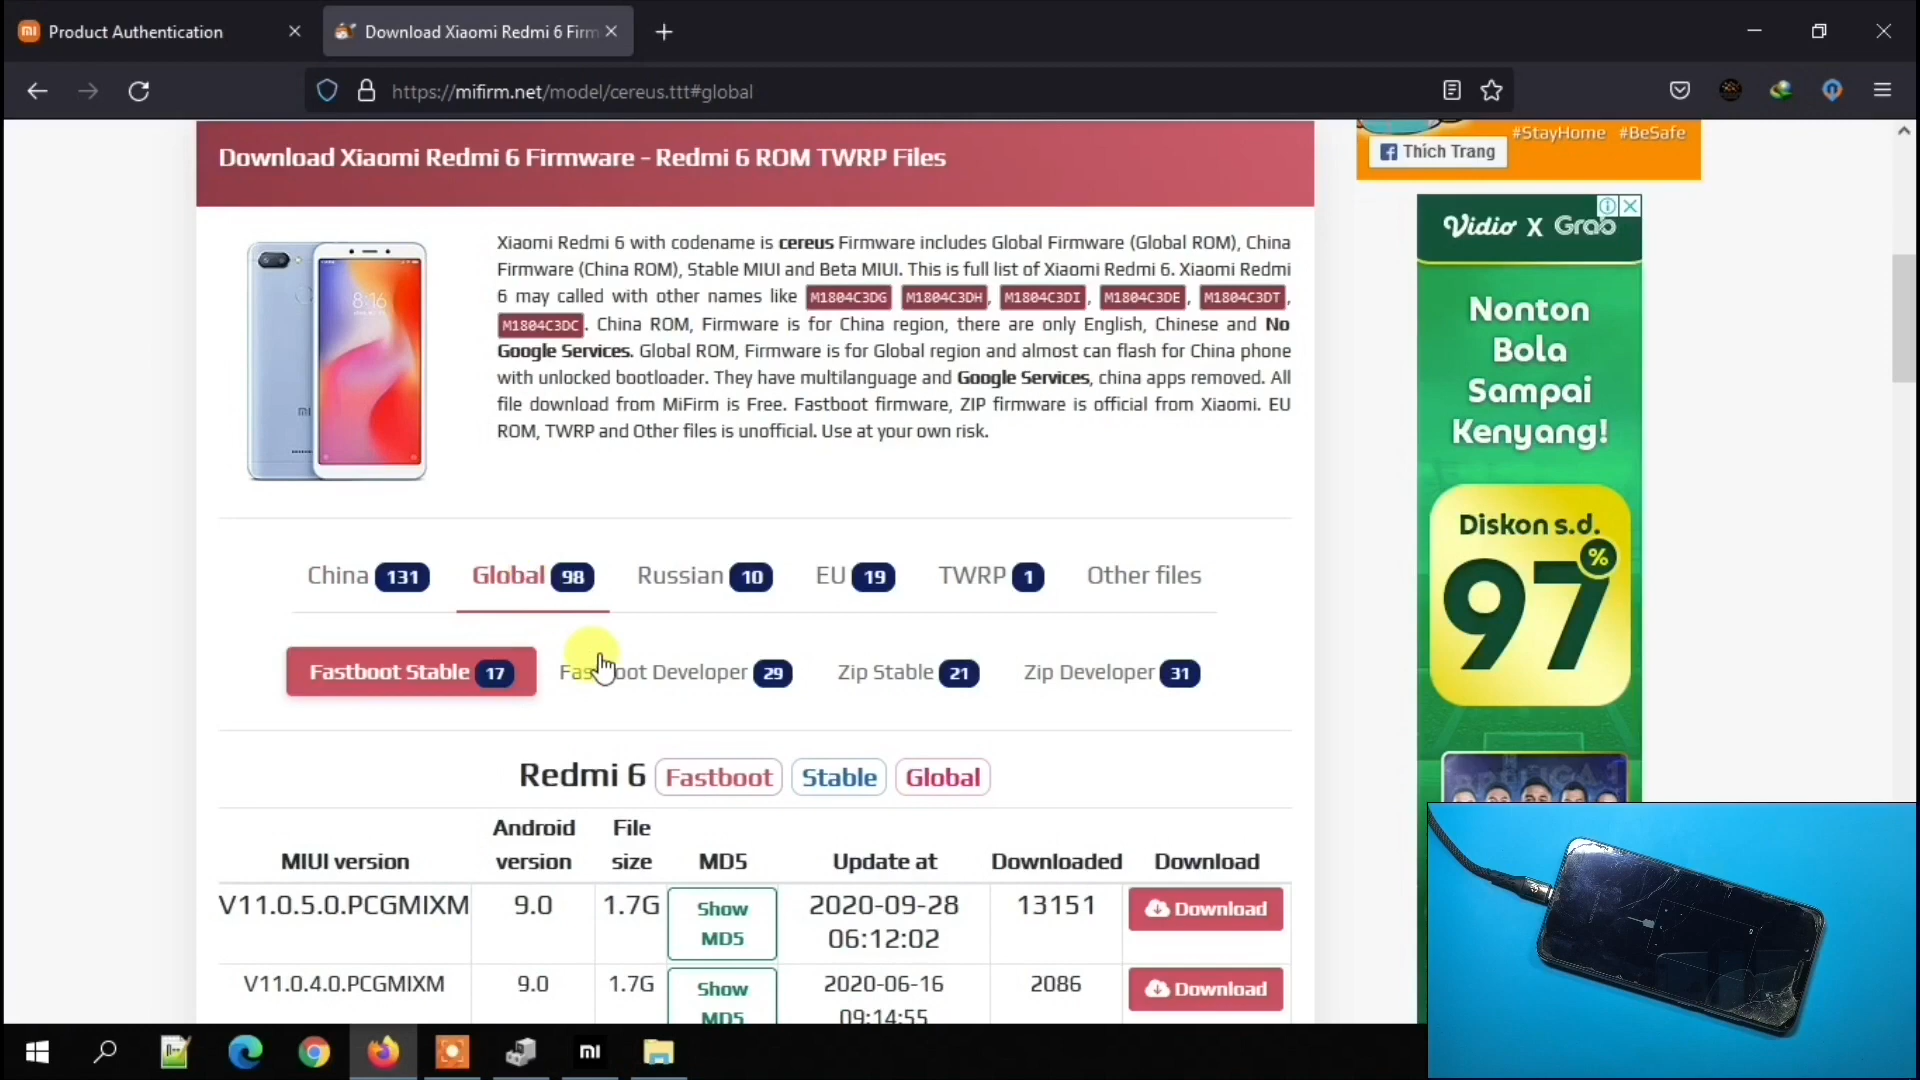 Product Authentication
Download Xiaomi Redmi 6 Firm
https://mifirm.net/model/cereus.ttt#global
Download Xiaomi Redmi 6 Firmware - Redmi 6 ROM TWRP Files
Xiaomi Redmi 6 with codename is cereus Firmware includes Global Firmware (Global ROM), China
Firmware (China ROM), Stable MIUI and Beta MIUI. This is full list of Xiaomi Redmi 6. Xiaomi Redmi
6 may called with other names like M1804C3DG M1804C3DH, M1804C3DI, M1804C3DE, M1804C3DT,
M1804C3DC. China ROM, Firmware is for China region, there are only English, Chinese and No
Google Services. Global ROM, Firmware is for Global region and almost can flash for China phone
with unlocked bootloader. They have multilanguage and Google Services, china apps removed. All
file download from MiFirm is Free. Fastboot firmware, ZIP firmware is official from Xiaomi. EU
ROM, TWRP and Other files is unofficial. Use at your own risk.
8:16
China 131 Global 98 Russian 10 EU 19 TWRP 1 Other files
Fastboot Stable 17 Fastboot Developer 29 Zip Stable 21 Zip Developer 31
Redmi 6 Fastboot Stable Global
MIUI version Android version File size MD5 Update at Downloaded Download
V11.0.5.0.PCGMIXM 9.0 1.7G Show MD5 2020-09-28 06:12:02 13151 Download
V11.0.4.0.PCGMIXM 9.0 1.7G Show MD5 2020-06-16 09:14:55 2086 Download
#StayHome #BeSafe
Thích Trang
Vidio X Grab
Nonton
Bola
Sampai
Kenyang!
Diskon s.d.
97%